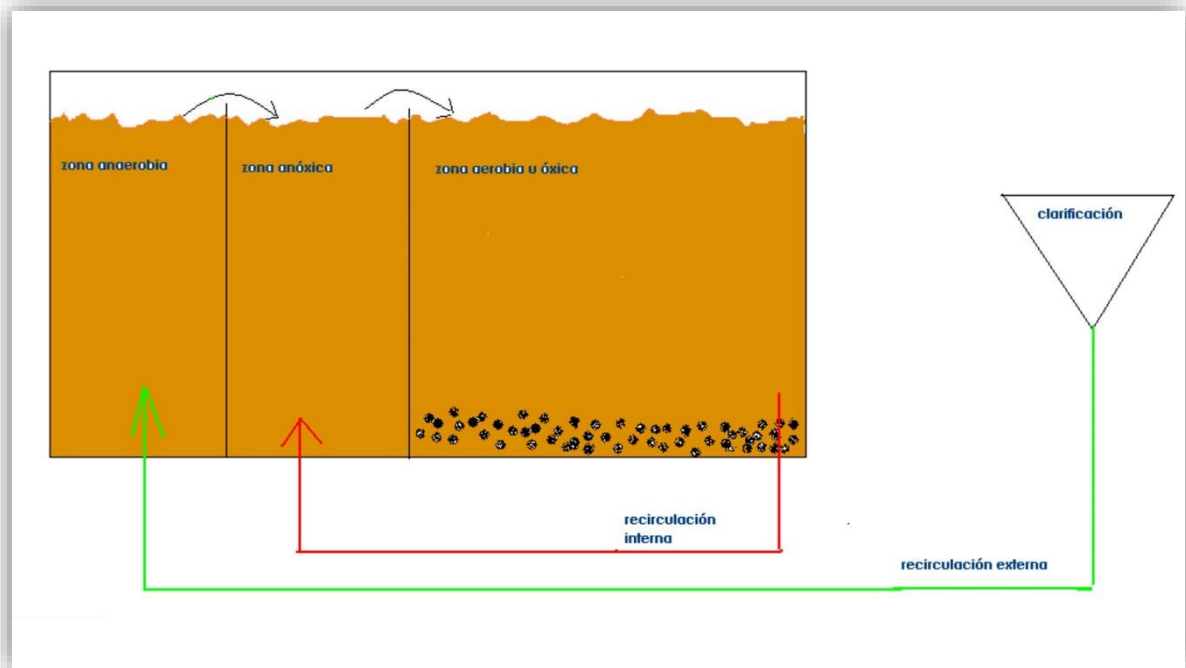 zona anaerobia
zona anóxica
zona aerobia u óxica
clarificación
recirculación
interna
recirculación externa